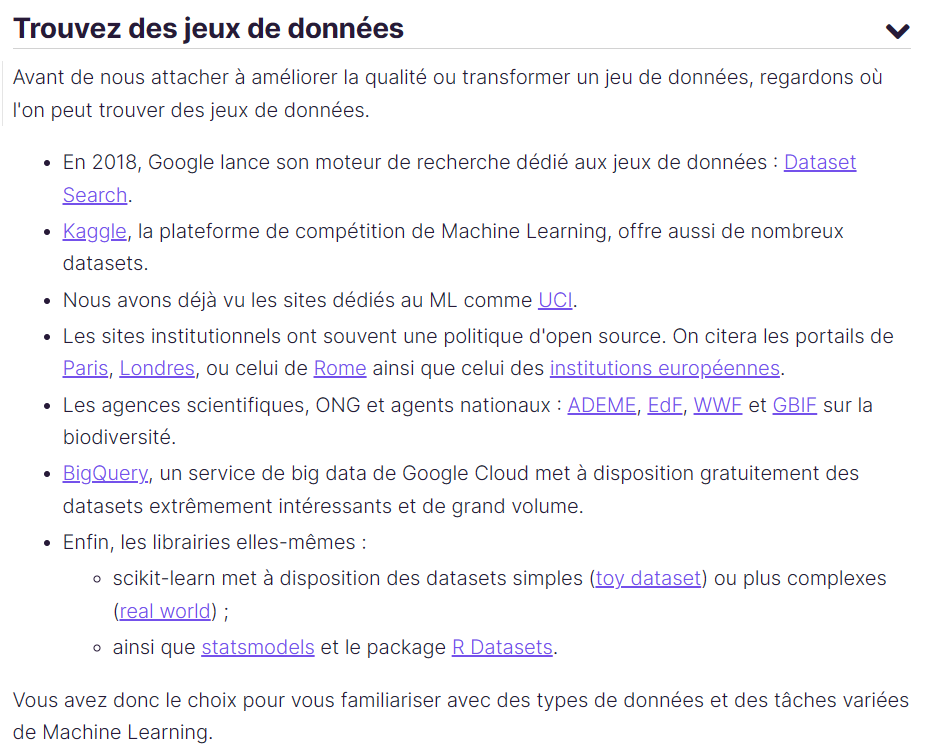 Trouvez des jeux de données
Avant de nous attacher à améliorer la qualité ou transformer un jeu de données, regardons où
l'on peut trouver des jeux de données.
• En 2018, Google lance son moteur de recherche dédié aux jeux de données : Dataset
Search.
• Kaggle, la plateforme de compétition de Machine Learning, offre aussi de nombreux
datasets.
• Nous avons déjà vu les sites dédiés au ML comme UCI.
• Les sites institutionnels ont souvent une politique d'open source. On citera les portails de
Paris, Londres, ou celui de Rome ainsi que celui des institutions européennes.
• Les agences scientifiques, ONG et agents nationaux : ADEME, EdF, WWF et GBIF sur la
biodiversité.
• BigQuery, un service de big data de Google Cloud met à disposition gratuitement des
datasets extrêmement intéressants et de grand volume.
• Enfin, les librairies elles-mêmes :
◦ scikit-learn met à disposition des datasets simples (toy dataset) ou plus complexes
(real world) ;
◦ ainsi que statsmodels et le package R Datasets.
Vous avez donc le choix pour vous familiariser avec des types de données et des tâches variées
de Machine Learning.